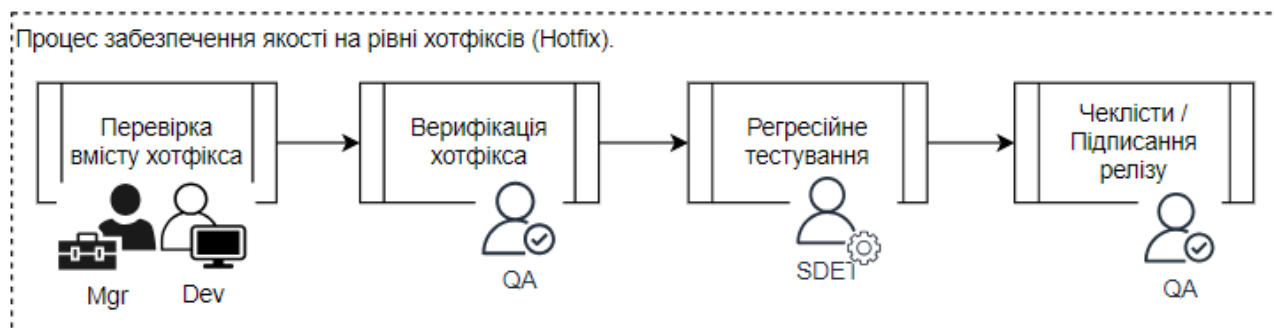 Процес забезпечення якості на рівні хотфіксів (Hotfix).
Перевірка
вмісту хотфікса
Mgr
Dev
Верифікація
хотфікса
QA
Регресійне
тестування
SDET
Чеклісти /
Підписання
релізу
QA